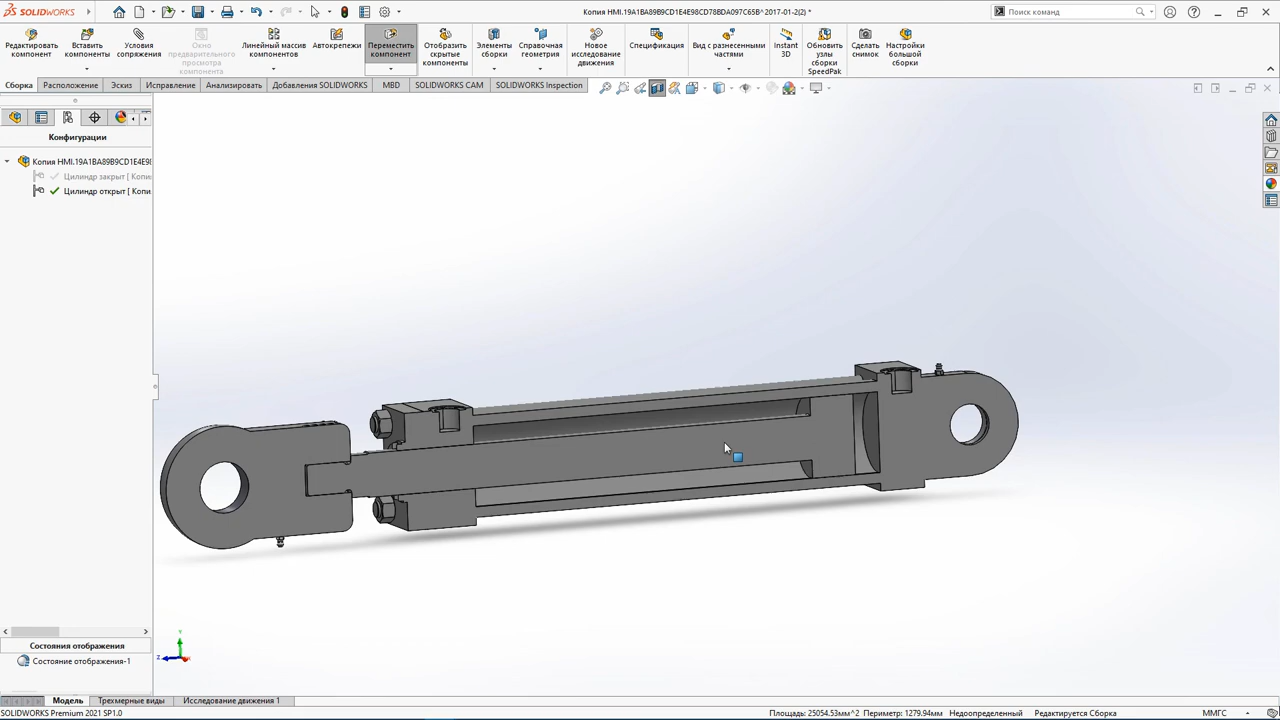 SOLIDWORKS
Копия HMI.19A1BA89B9CD1E4E98CD78BDA097C65B^2017-01-2(2) *
Поиск команд
Редактировать компонент
Вставить компоненты
Условия сопряжения
Окно предварительного просмотра компонента
Линейный массив компонентов
Автокрепежи
Переместить компонент
Отобразить скрытые компоненты
Элементы сборки
Справочная геометрия
Новое исследование движения
Спецификация
Вид с разнесенными частями
Instant 3D
Обновить узлы сборки SpeedPak
Сделать снимок
Настройки большой сборки
Сборка
Расположение
Эскиз
Исправление
Анализировать
Добавления SOLIDWORKS
MBD
SOLIDWORKS CAM
SOLIDWORKS Inspection
Конфигурации
Копия HMI.19A1BA89B9CD1E4E98
Цилиндр закрыт [ Копи
Цилиндр открыт [ Копи
Y
Z
Состояния отображения
Состояние отображения-1
Модель
Трехмерные виды
Исследование движения 1
SOLIDWORKS Premium 2021 SP1.0
Площадь: 25054.53мм^2 Периметр: 1279.94мм
Недоопределенный
Редактируется Сборка
ММГС